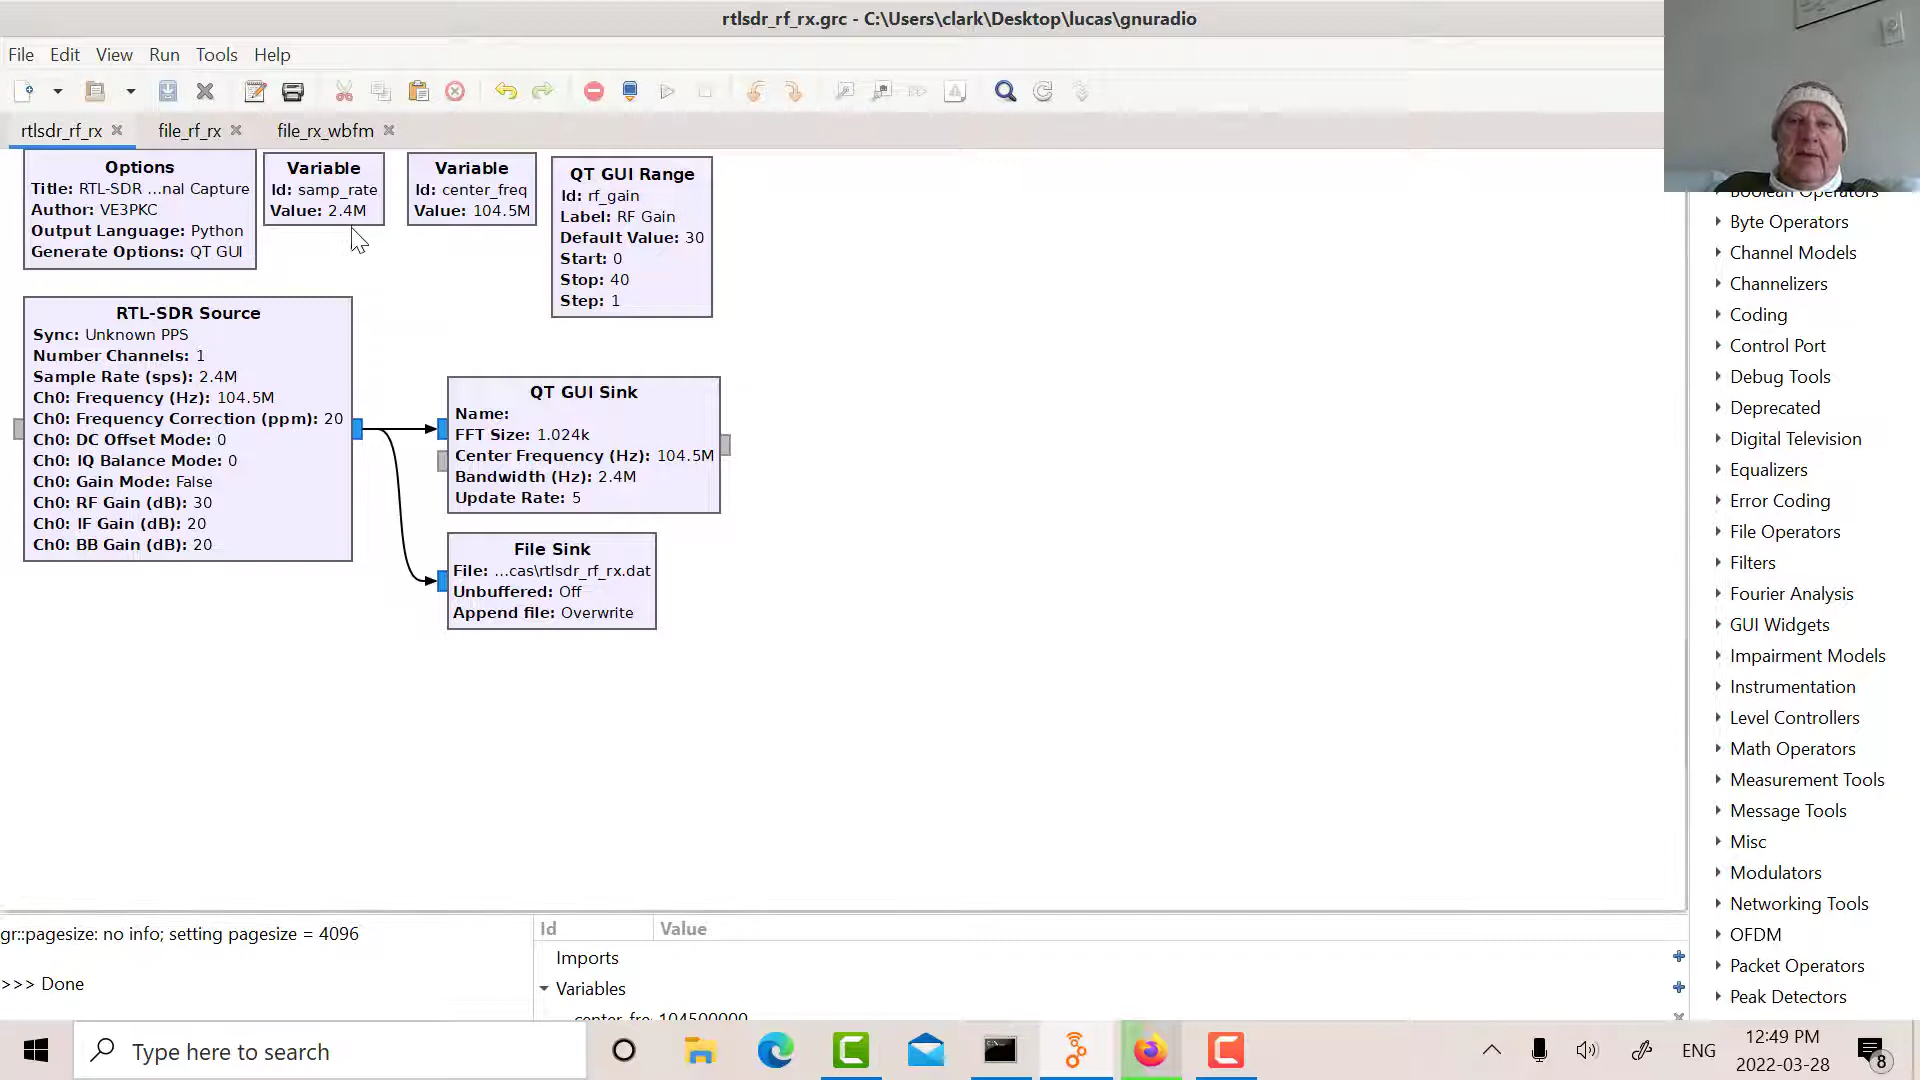 rtlsdr_rf_rx.grc - C:\Users\clark\Desktop\lucas\gnuradio
File Edit View Run Tools Help
rtlsdr_rf_rx file_rf_rx file_rx_wbfm
Options
Title: RTL-SDR ...nal Capture
Author: VE3PKC
Output Language: Python
Generate Options: QT GUI
Variable
Id: samp_rate
Value: 2.4M
Variable
Id: center_freq
Value: 104.5M
QT GUI Range
Id: rf_gain
Label: RF Gain
Default Value: 30
Start: 0
Stop: 40
Step: 1
RTL-SDR Source
Sync: Unknown PPS
Number Channels: 1
Sample Rate (sps): 2.4M
Ch0: Frequency (Hz): 104.5M
Ch0: Frequency Correction (ppm): 20
Ch0: DC Offset Mode: 0
Ch0: IQ Balance Mode: 0
Ch0: Gain Mode: False
Ch0: RF Gain (dB): 30
Ch0: IF Gain (dB): 20
Ch0: BB Gain (dB): 20
QT GUI Sink
Name:
FFT Size: 1.024k
Center Frequency (Hz): 104.5M
Bandwidth (Hz): 2.4M
Update Rate: 5
File Sink
File: ...cas\rtlsdr_rf_rx.dat
Unbuffered: Off
Append file: Overwrite
Boolean Operators
Byte Operators
Channel Models
Channelizers
Coding
Control Port
Debug Tools
Deprecated
Digital Television
Equalizers
Error Coding
File Operators
Filters
Fourier Analysis
GUI Widgets
Impairment Models
Instrumentation
Level Controllers
Math Operators
Measurement Tools
Message Tools
Misc
Modulators
Networking Tools
OFDM
Packet Operators
Peak Detectors
gr::pagesize: no info; setting pagesize = 4096
>>> Done
Id Value
Imports
Variables
center_fre 104500000
Type here to search
ENG
12:49 PM
2022-03-28
8